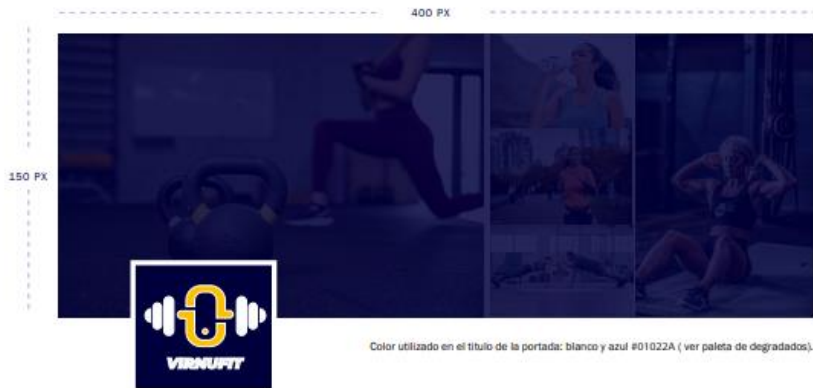 400 PX
150 PX
VIRNUFIT
Color utilizado en el titulo de la portada: blanco y azul #01022A ( ver paleta de degradados).